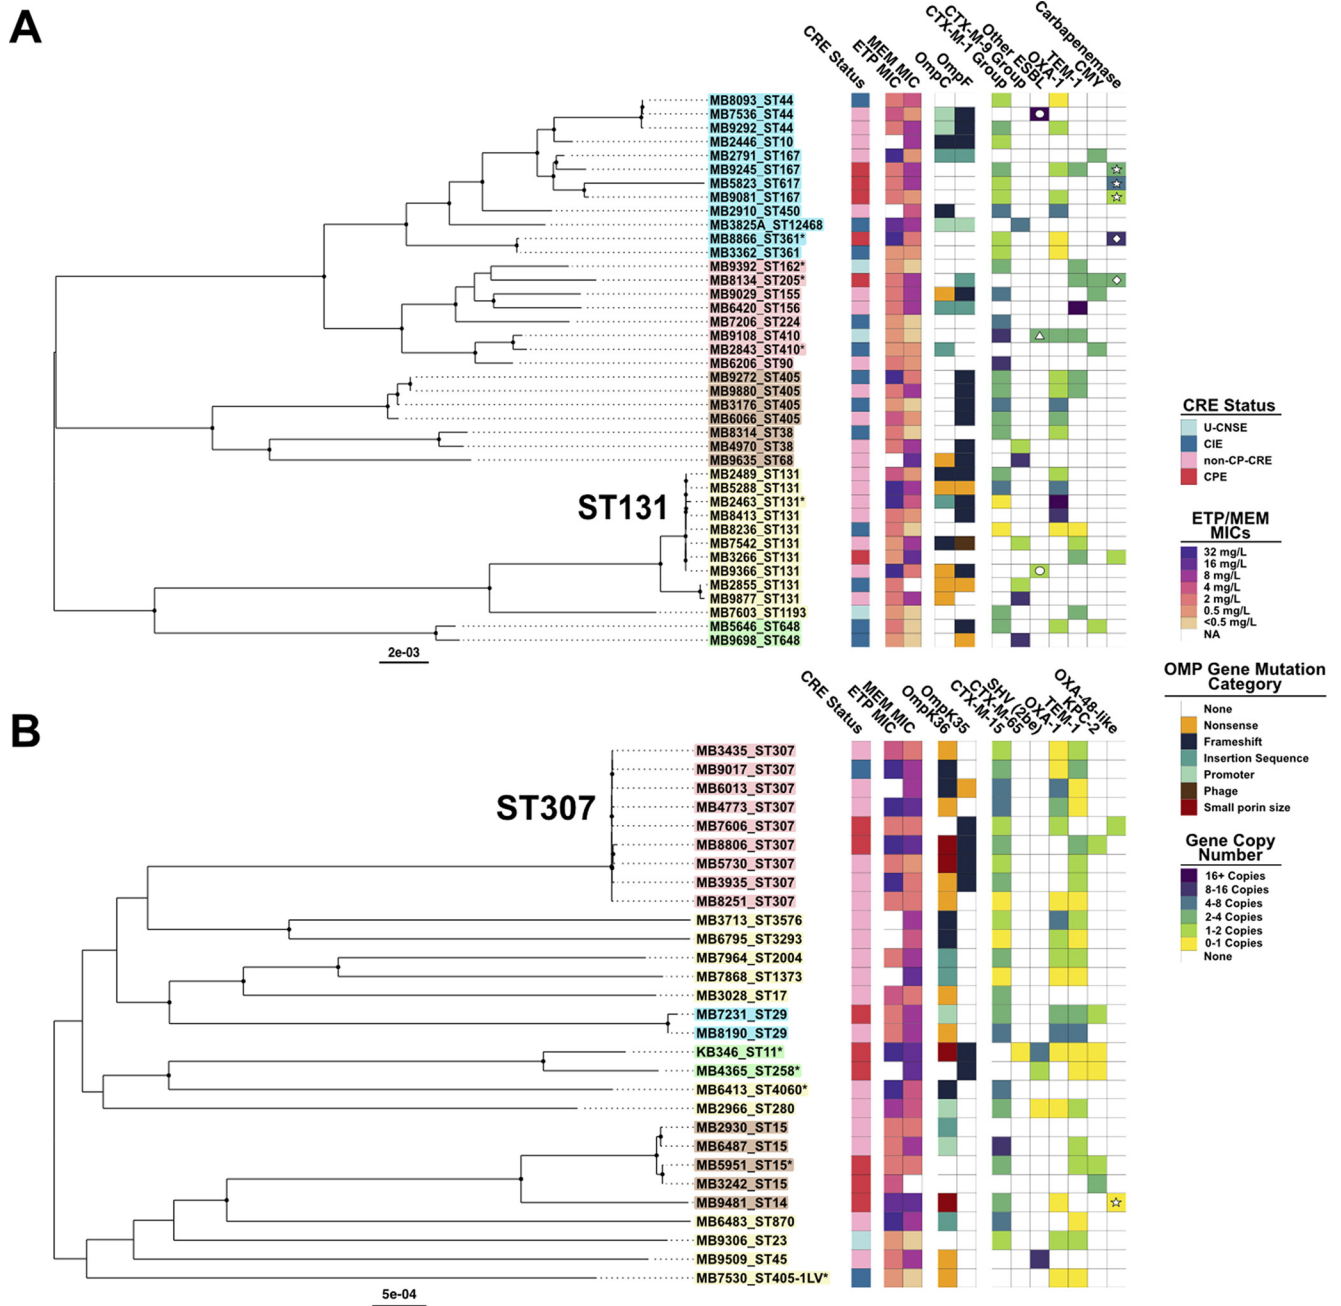 A
CRE Status
ETP MIC
MEM MIC
OmpC
OmpF
CTX-M-1 Group
CTX-M-9 Group
Other ESBL
OXA-1
TEM-1
CMY
Carbapenemase
MB8093_ST44
MB7536_ST44
MB9292_ST44
MB2446_ST10
MB2791_ST167
MB9245_ST167
MB5823_ST617
MB9081_ST167
MB2910_ST450
MB3825A_ST12468
MB8866_ST361*
MB3362_ST361
MB9392_ST162*
MB8134_ST205*
MB9029_ST155
MB6420_ST156
MB7206_ST224
MB9108_ST410
MB2843_ST410*
MB6206_ST90
MB9272_ST405
MB9880_ST405
MB3176_ST405
MB6066_ST405
MB8314_ST38
MB4970_ST38
MB9635_ST68
MB2489_ST131
MB5288_ST131
MB2463_ST131*
MB8413_ST131
MB8236_ST131
MB7542_ST131
MB3266_ST131
MB9366_ST131
MB2855_ST131
MB9877_ST131
MB7603_ST1193
MB5646_ST648
MB9698_ST648
ST131
2e-03
CRE Status
U-CNSE
CIE
non-CP-CRE
CPE
ETP/MEM
MICs
32 mg/L
16 mg/L
8 mg/L
4 mg/L
2 mg/L
0.5 mg/L
<0.5 mg/L
NA
OMP Gene Mutation
Category
None
Nonsense
Frameshift
Insertion Sequence
Promoter
Phage
Small porin size
Gene Copy
Number
16+ Copies
8-16 Copies
4-8 Copies
2-4 Copies
1-2 Copies
0-1 Copies
None
B
CRE Status
ETP MIC
MEM MIC
OmpK36
OmpK35
CTX-M-15
CTX-M-65
SHV (2be)
OXA-1
TEM-1
KPC-2
OXA-48-like
MB3435_ST307
MB9017_ST307
MB6013_ST307
MB4773_ST307
MB7606_ST307
MB8806_ST307
MB5730_ST307
MB3935_ST307
MB8251_ST307
MB3713_ST3576
MB6795_ST3293
MB7964_ST2004
MB7868_ST1373
MB3028_ST17
MB7231_ST29
MB8190_ST29
KB346_ST11*
MB4365_ST258*
MB6413_ST4060*
MB2966_ST280
MB2930_ST15
MB6487_ST15
MB5951_ST15*
MB3242_ST15
MB9481_ST14
MB6483_ST870
MB9306_ST23
MB9509_ST45
MB7530_ST405-1LV*
ST307
5e-04